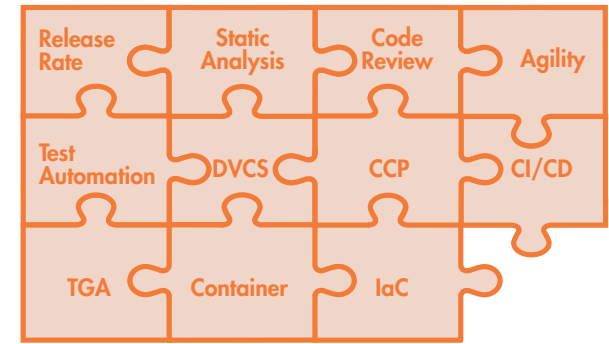 Release
Rate
Static
Analysis
Code
Review
Agility
Test
Automation
DVCS
CCP
CI/CD
TGA
Container
IaC